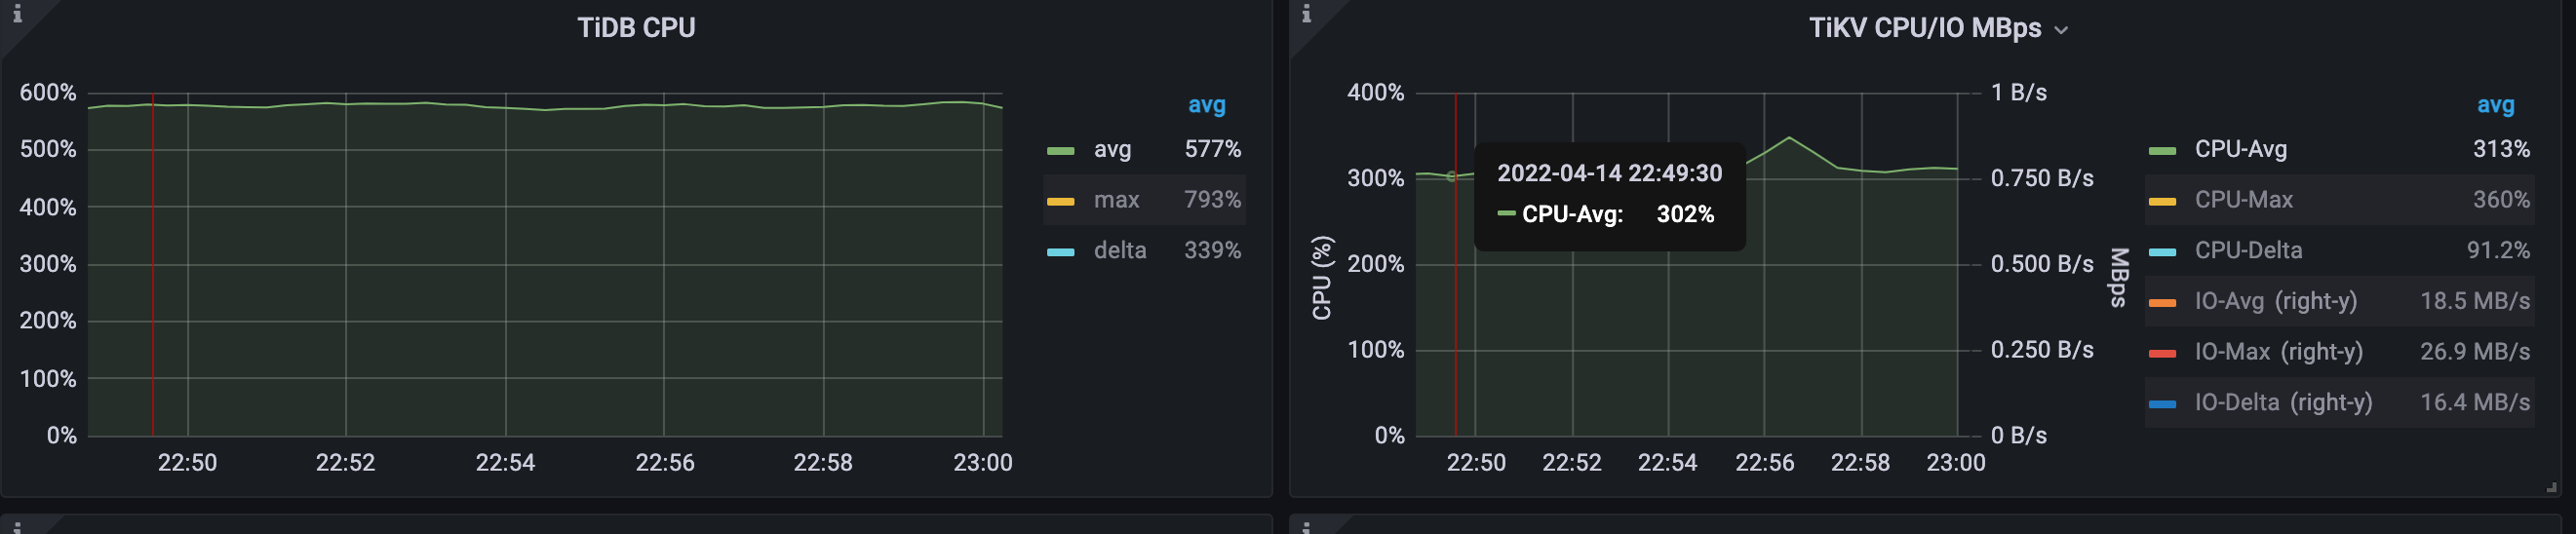 TiDB CPU
600%
500%
400%
300%
200%
100%
0%
22:50 22:52 22:54 22:56 22:58 23:00
avg
avg 577%
max 793%
delta 339%
TiKV CPU/IO MBps
CPU (%)
400%
300%
200%
100%
0%
22:50 22:52 22:54 22:56 22:58 23:00
2022-04-14 22:49:30
CPU-Avg: 302%
1 B/s
0.750 B/s
0.500 B/s
0.250 B/s
0 B/s
MBps
avg
CPU-Avg 313%
CPU-Max 360%
CPU-Delta 91.2%
IO-Avg (right-y) 18.5 MB/s
IO-Max (right-y) 26.9 MB/s
IO-Delta (right-y) 16.4 MB/s